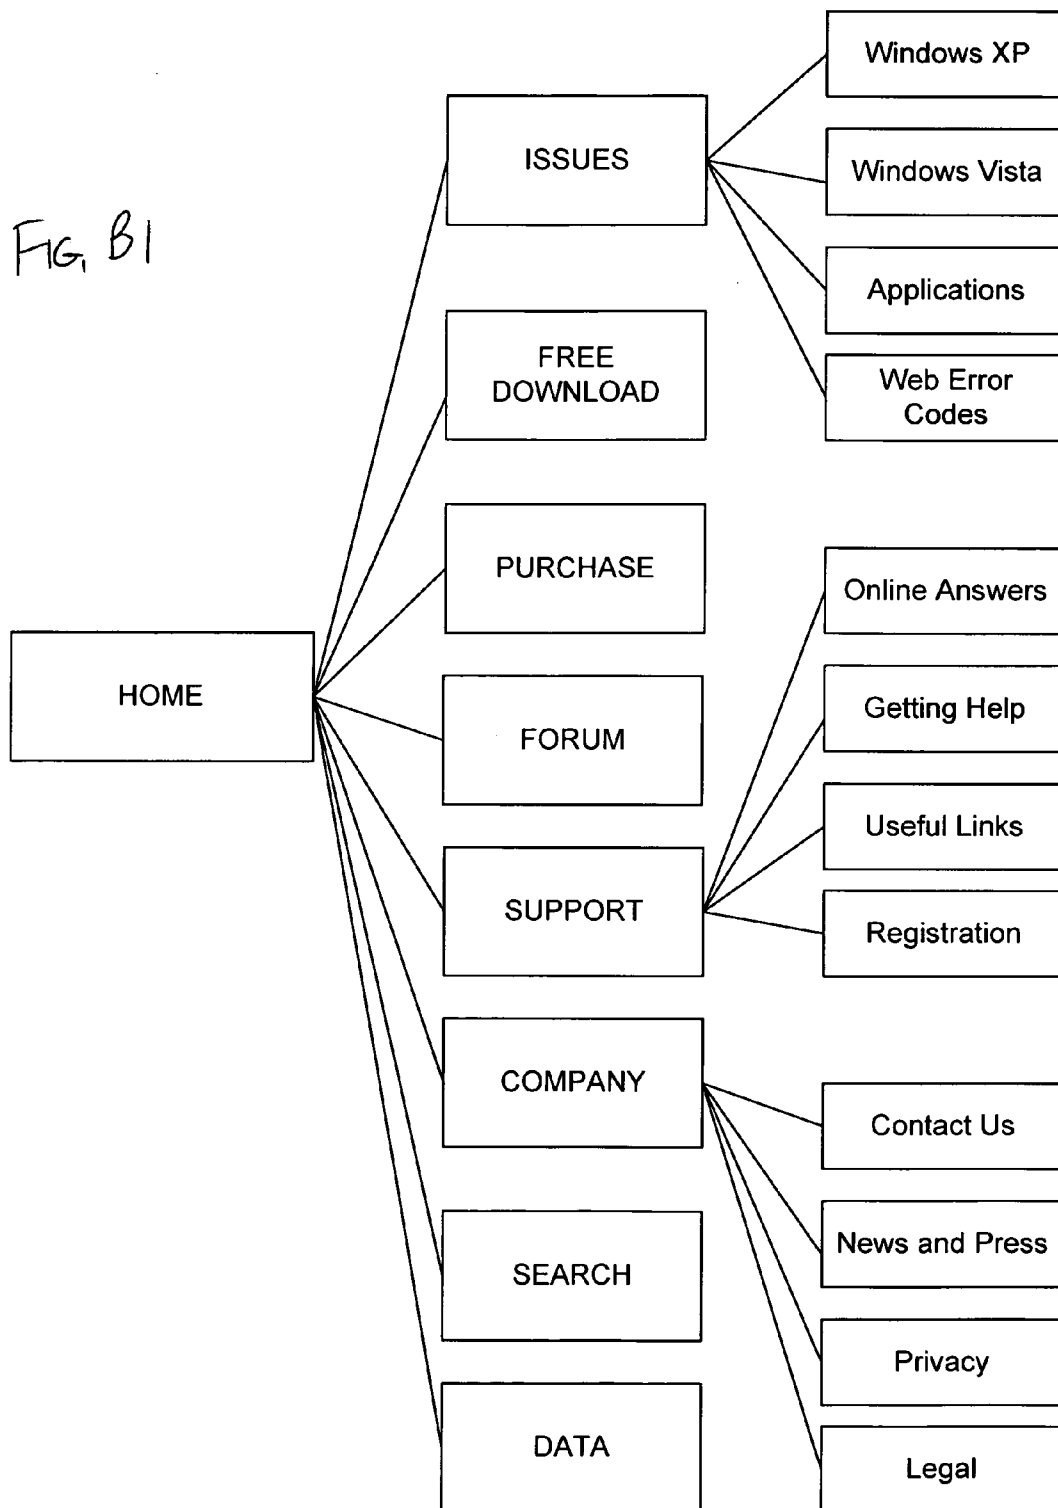 FIG. B1
HOME
ISSUES
FREE
DOWNLOAD
PURCHASE
FORUM
SUPPORT
COMPANY
SEARCH
DATA
Windows XP
Windows Vista
Applications
Web Error
Codes
Online Answers
Getting Help
Useful Links
Registration
Contact Us
News and Press
Privacy
Legal